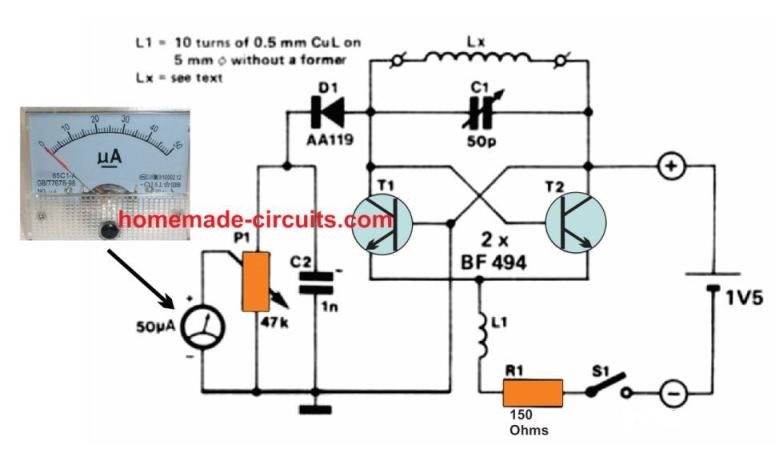 L1 = 10 turns of 0.5 mm CuL on
5 mm ϕ without a former
Lx = see text
Lx
D1
C1
AA119
50p
0 10 20 30 40 50
µA
85C1-A
GB/T7676-98
T1
T2
homemade-circuits.com
+
P1
C2
2 x
BF 494
1V5
+
50µA
47k
1n
L1
−
R1
S1
−
150
Ohms